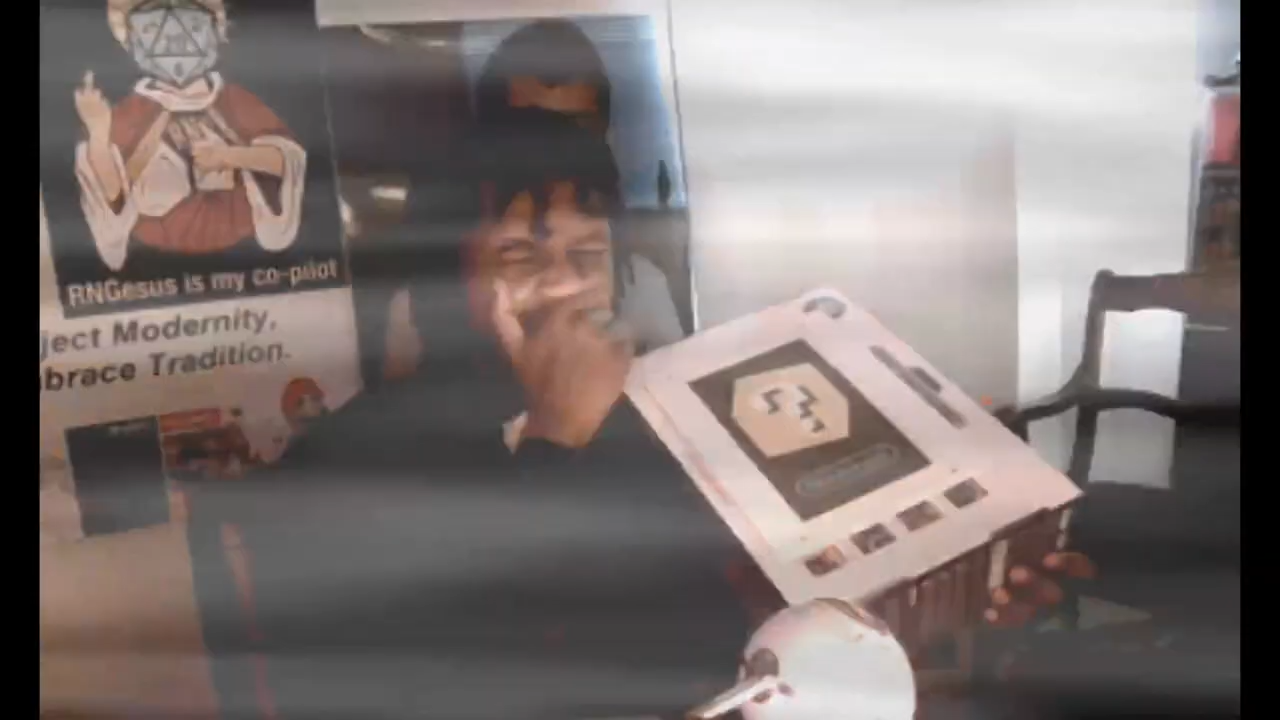 RNGesus is my co-pilot
ject Modernity,
brace Tradition.